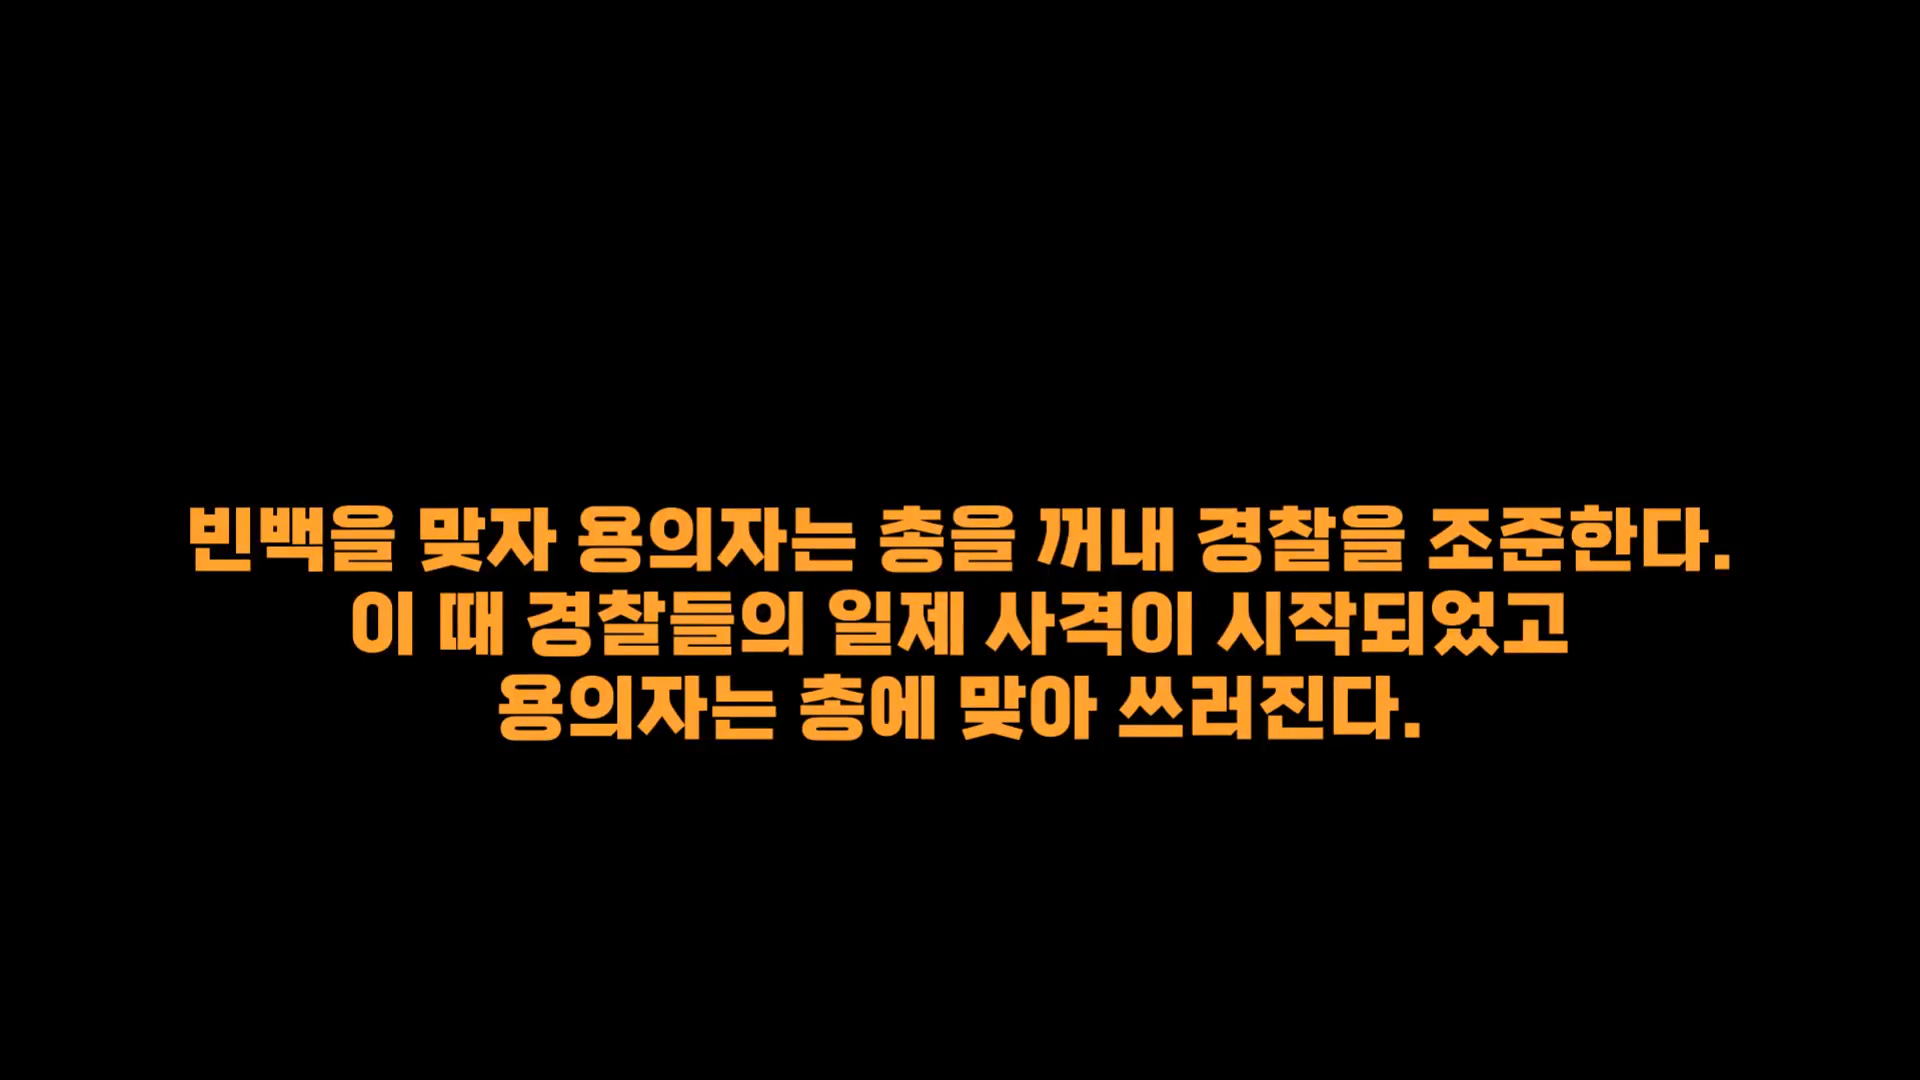 빈백을 맞자 용의자는 총을 꺼내 경찰을 조준한다.
이 때 경찰들의 일제 사격이 시작되었고
용의자는 총에 맞아 쓰러진다.